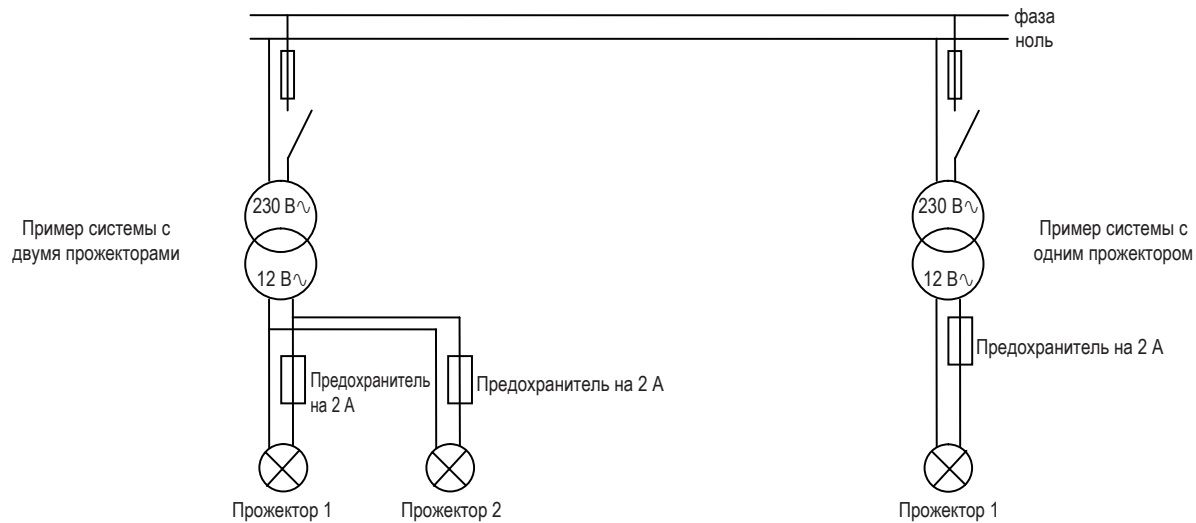 фаза
ноль
230 В∿
230 В∿
Пример системы с
двумя прожекторами
Пример системы с
одним прожектором
12 В∿
12 В∿
Предохранитель на 2 А
Предохранитель
на 2 А
Предохранитель на 2 А
Прожектор 1
Прожектор 2
Прожектор 1